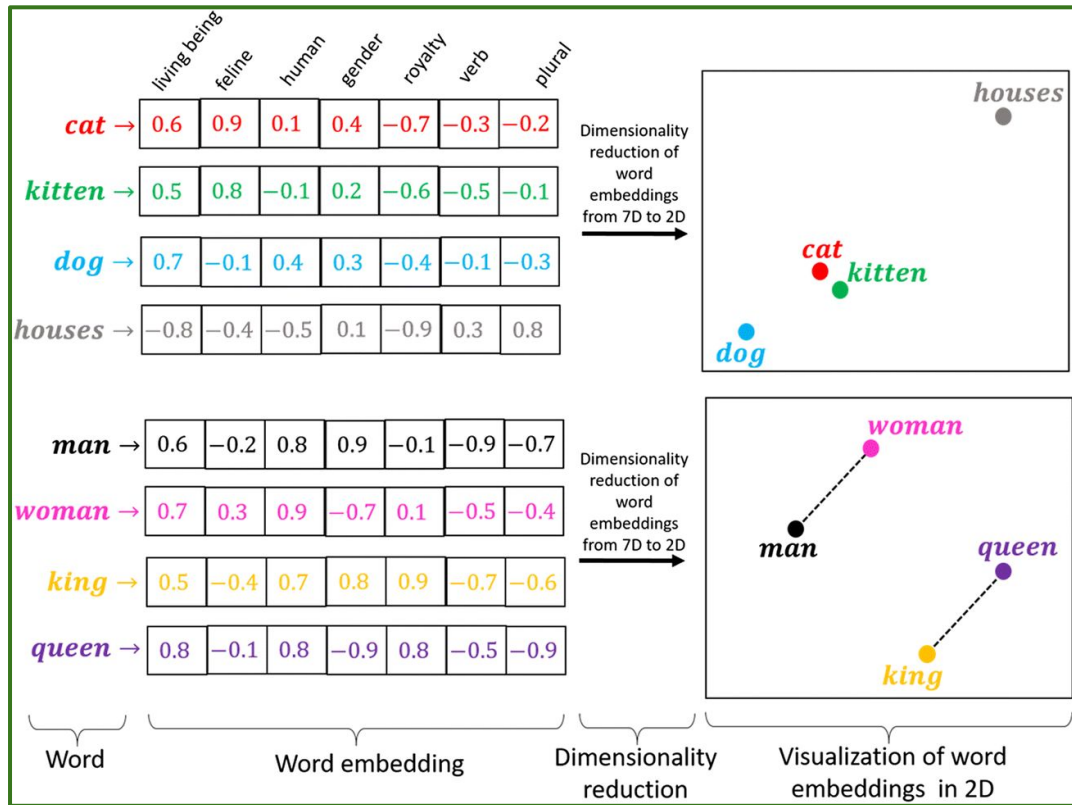 living being feline human gender royalty verb plural
cat → 0.6 0.9 0.1 0.4 −0.7 −0.3 −0.2
kitten → 0.5 0.8 −0.1 0.2 −0.6 −0.5 −0.1
dog → 0.7 −0.1 0.4 0.3 −0.4 −0.1 −0.3
houses → −0.8 −0.4 −0.5 0.1 −0.9 0.3 0.8
Dimensionality
reduction of
word
embeddings
from 7D to 2D
houses
cat
kitten
dog
man → 0.6 −0.2 0.8 0.9 −0.1 −0.9 −0.7
woman → 0.7 0.3 0.9 −0.7 0.1 −0.5 −0.4
king → 0.5 −0.4 0.7 0.8 0.9 −0.7 −0.6
queen → 0.8 −0.1 0.8 −0.9 0.8 −0.5 −0.9
Dimensionality
reduction of
word
embeddings
from 7D to 2D
woman
man
queen
king
Word
Word embedding
Dimensionality
reduction
Visualization of word
embeddings in 2D